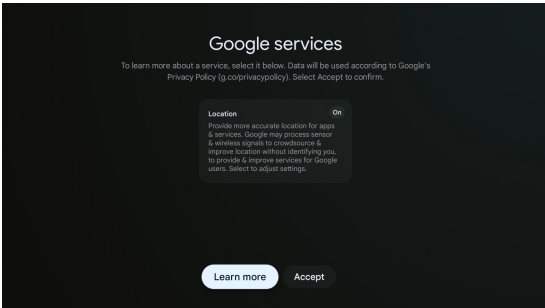 Google services
To learn more about a service, select it below. Data will be used according to Google's
Privacy Policy (g.co/privacypolicy). Select Accept to confirm.
Location
On
Provide more accurate location for apps
& services. Google may process sensor
& wireless signals to crowdsource &
improve location without identifying you,
to provide & improve services for Google
users. Select to adjust settings.
Learn more
Accept